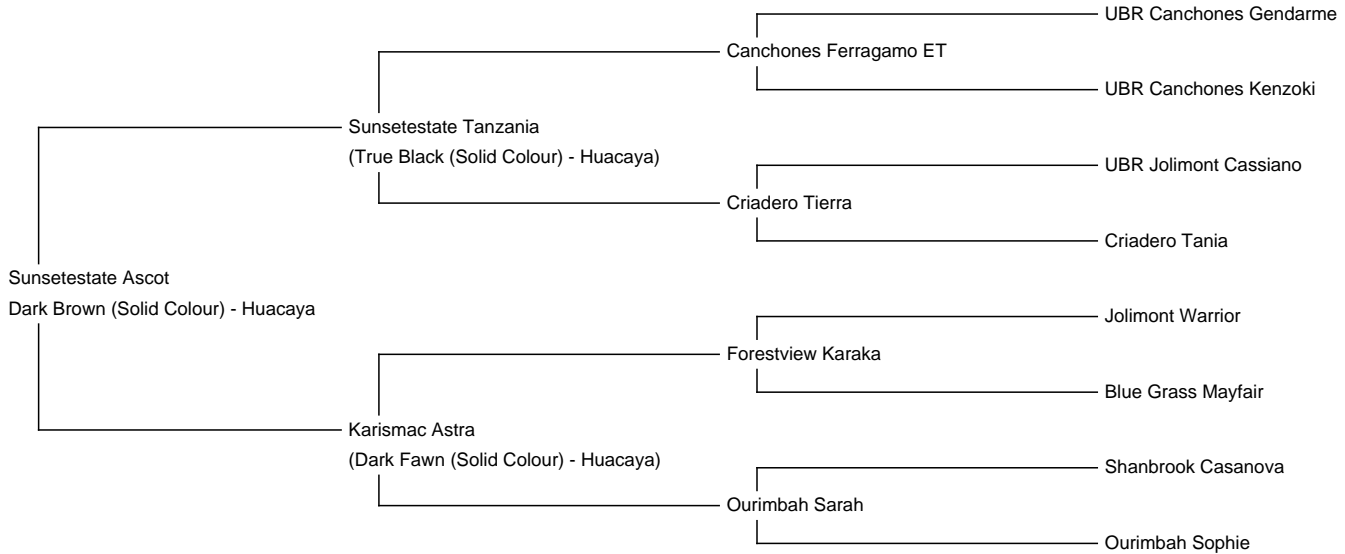 UBR Canchones Gendarme
Canchones Ferragamo ET
UBR Canchones Kenzoki
Sunsetestate Tanzania
(True Black (Solid Colour) - Huacaya)
UBR Jolimont Cassiano
Criadero Tierra
Criadero Tania
Sunsetestate Ascot
Dark Brown (Solid Colour) - Huacaya
Jolimont Warrior
Forestview Karaka
Blue Grass Mayfair
Karismac Astra
(Dark Fawn (Solid Colour) - Huacaya)
Shanbrook Casanova
Ourimbah Sarah
Ourimbah Sophie